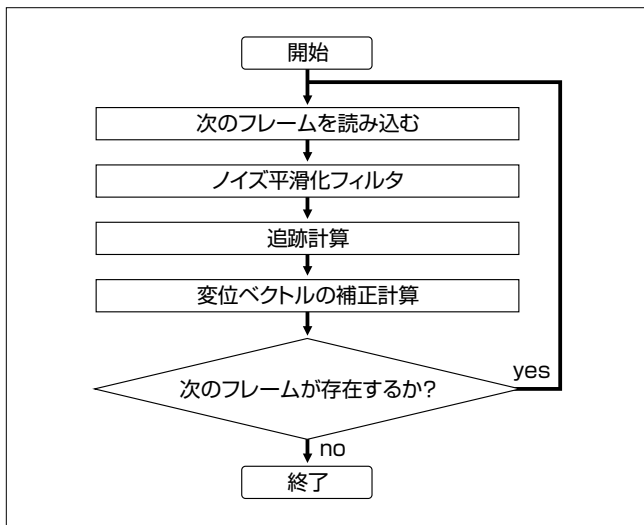 開始
次のフレームを読み込む
ノイズ平滑化フィルタ
追跡計算
変位ベクトルの補正計算
次のフレームが存在するか?
yes
no
終了